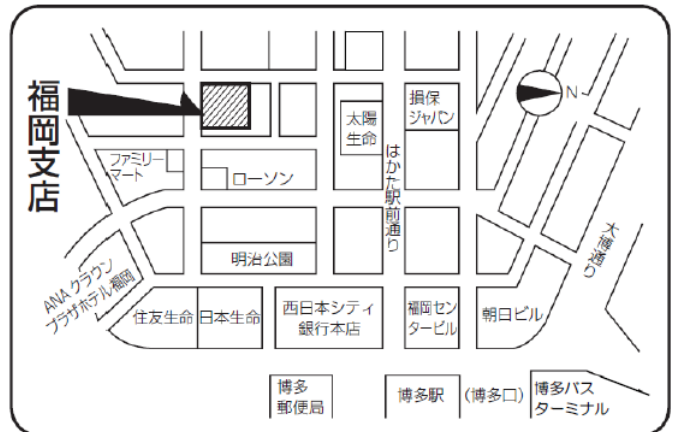 福岡支店
太陽
生命
損保
ジャパン
N
ファミリー
マート
ローソン
はかた駅前通り
明治公園
大博通り
ANAクラウン
プラザホテル福岡
住友生命
日本生命
西日本シティ
銀行本店
福岡セン
タービル
朝日ビル
博多
郵便局
博多駅
(博多口)
博多バス
ターミナル